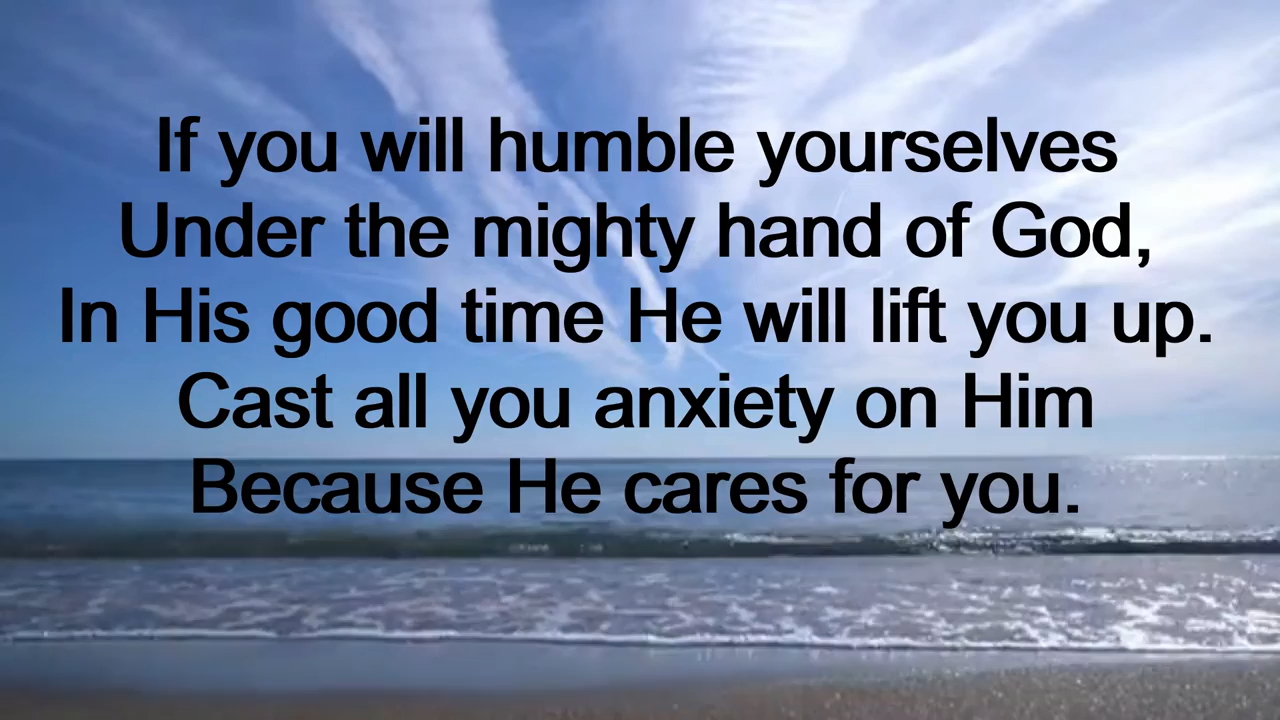 If you will humble yourselves
Under the mighty hand of God,
In His good time He will lift you up.
Cast all you anxiety on Him
Because He cares for you.